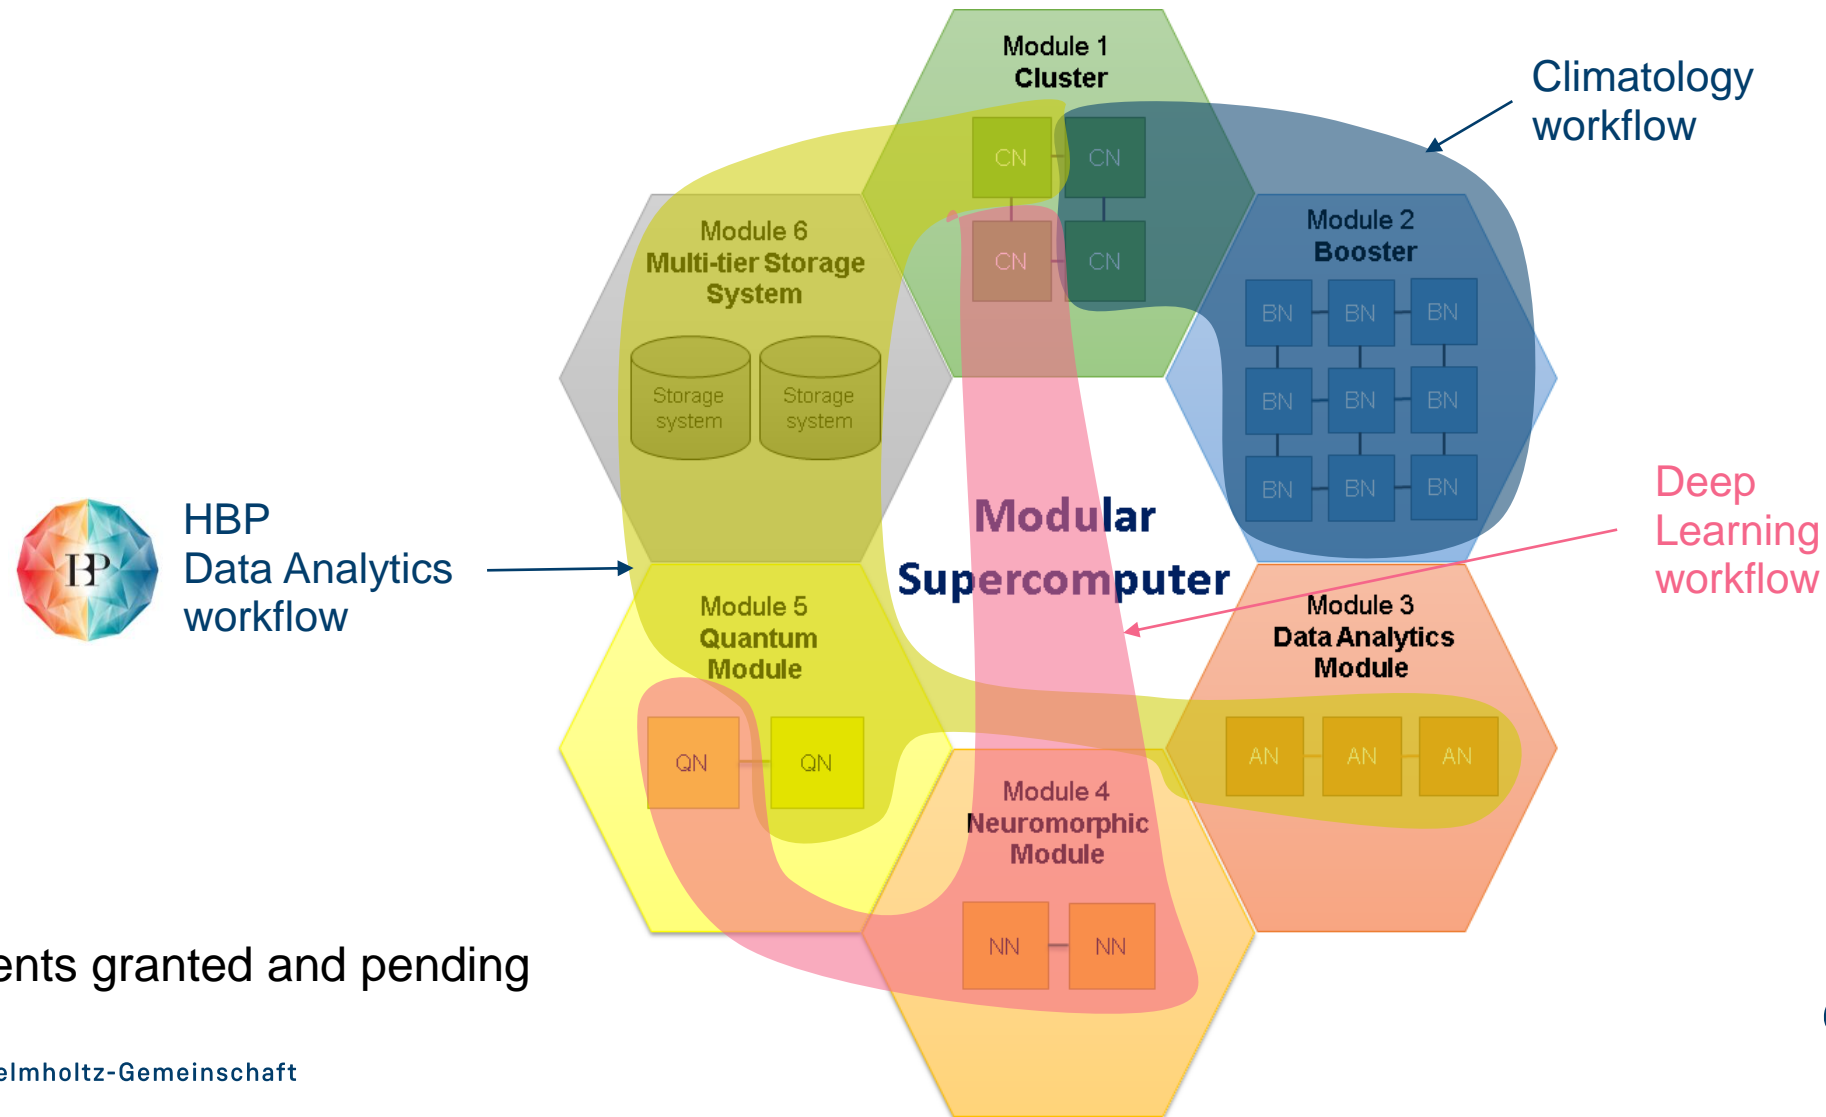 Module 1
Cluster
CN CN
CN CN
Climatology
workflow
Module 2
Booster
BN BN BN
BN BN BN
BN BN BN
Module 6
Multi-tier Storage
System
Storage
system
Storage
system
Modular
Supercomputer
Deep
Learning
workflow
HBP
Data Analytics
workflow
Module 5
Quantum
Module
QN QN
Module 3
Data Analytics
Module
AN AN AN
Module 4
Neuromorphic
Module
NN NN
ents granted and pending
elmholtz-Gemeinschaft